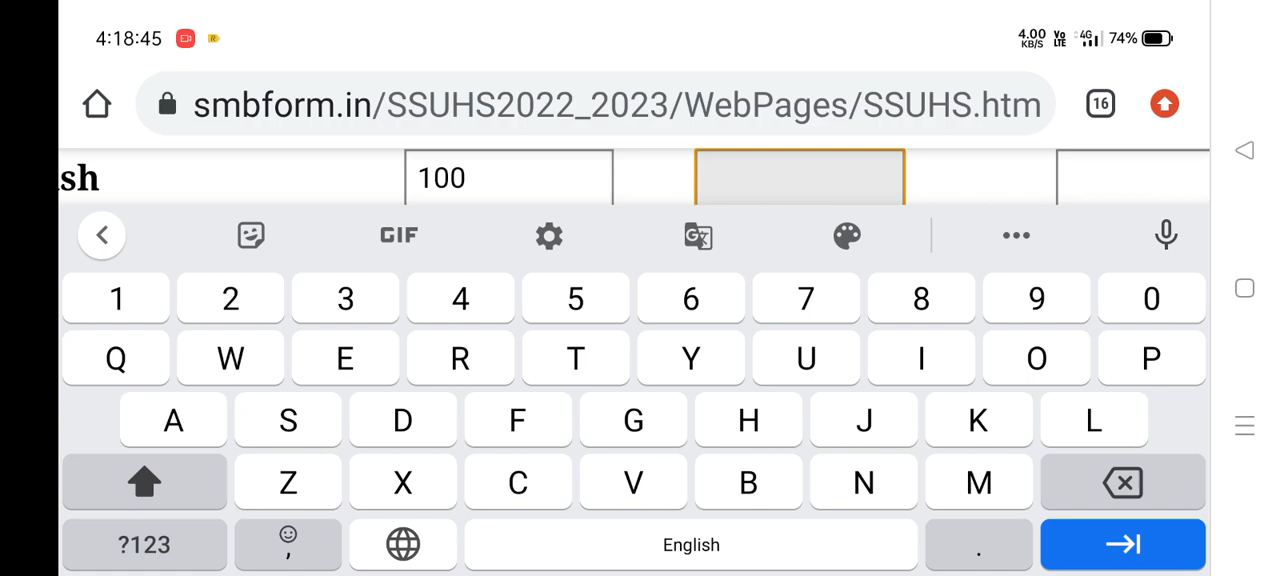 4:18:45 R 4.00 KB/S Vo LTE 4G 74%
smbform.in/SSUHS2022_2023/WebPages/SSUHS.htm 16
sh 100
GIF
1 2 3 4 5 6 7 8 9 0
Q W E R T Y U I O P
A S D F G H J K L
Z X C V B N M
?123 , English .